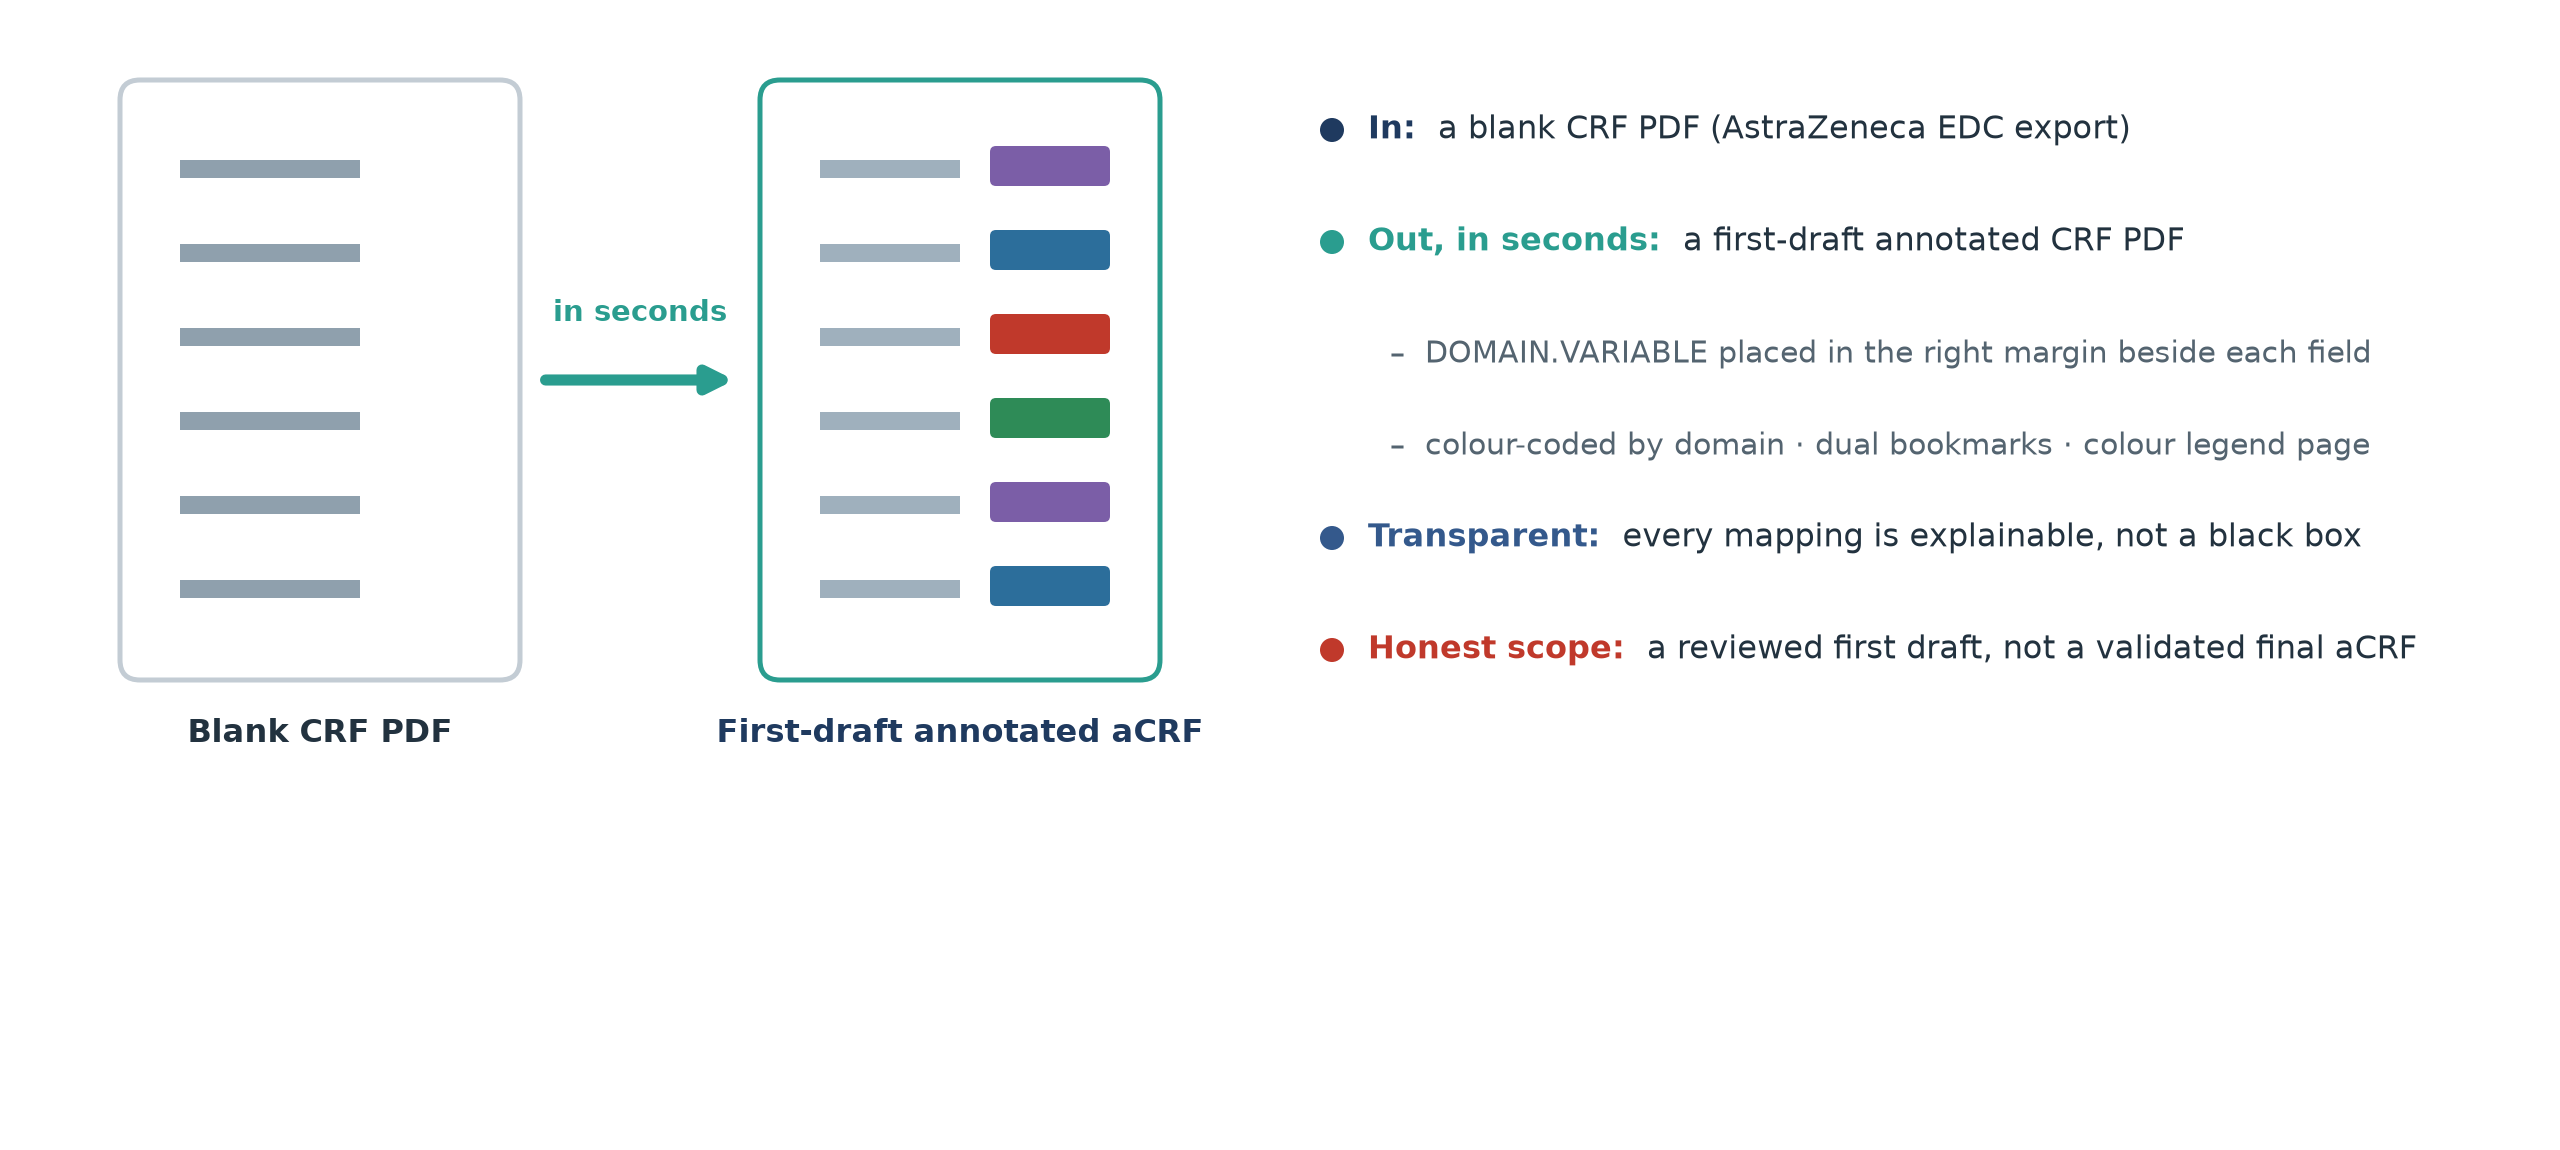 in seconds
Blank CRF PDF
First-draft annotated aCRF
In: a blank CRF PDF (AstraZeneca EDC export)
Out, in seconds: a first-draft annotated CRF PDF
– DOMAIN.VARIABLE placed in the right margin beside each field
– colour-coded by domain · dual bookmarks · colour legend page
Transparent: every mapping is explainable, not a black box
Honest scope: a reviewed first draft, not a validated final aCRF